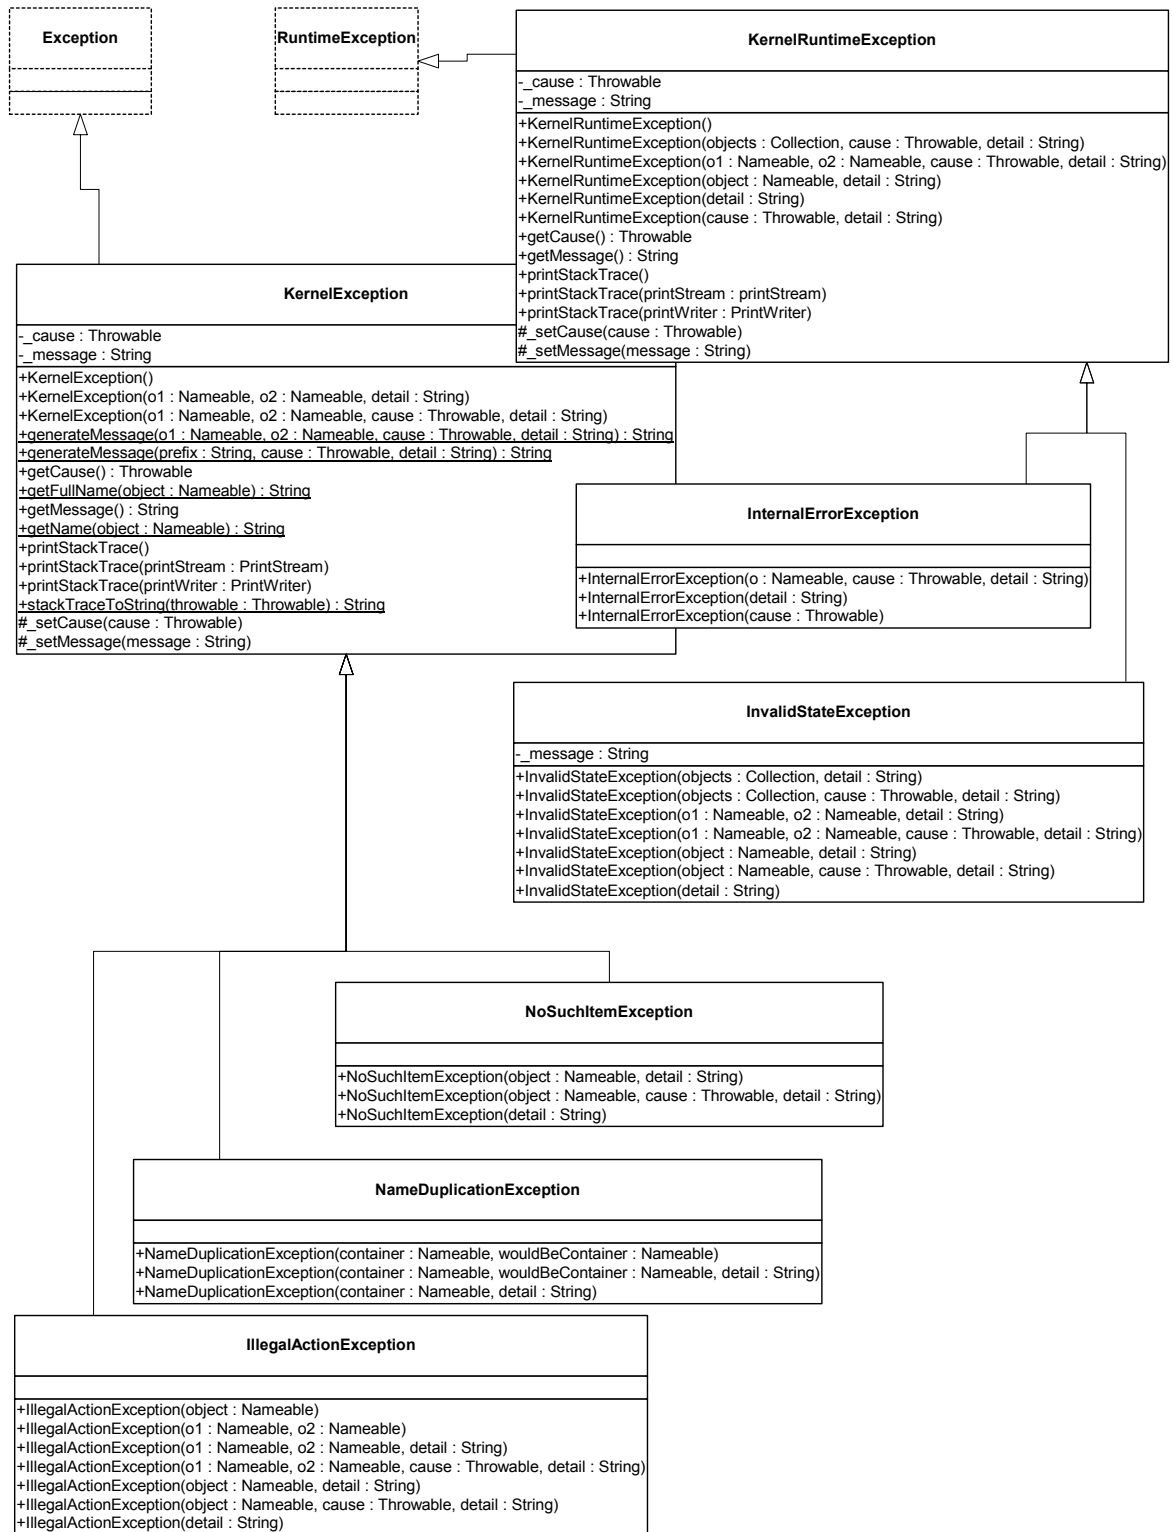 Exception
RuntimeException
KernelRuntimeException
-_cause : Throwable
-_message : String
+KernelRuntimeException()
+KernelRuntimeException(objects : Collection, cause : Throwable, detail : String)
+KernelRuntimeException(o1 : Nameable, o2 : Nameable, cause : Throwable, detail : String)
+KernelRuntimeException(object : Nameable, detail : String)
+KernelRuntimeException(detail : String)
+KernelRuntimeException(cause : Throwable, detail : String)
+getCause() : Throwable
+getMessage() : String
+printStackTrace()
+printStackTrace(printStream : printStream)
+printStackTrace(printWriter : PrintWriter)
#_setCause(cause : Throwable)
#_setMessage(message : String)
KernelException
-_cause : Throwable
-_message : String
+KernelException()
+KernelException(o1 : Nameable, o2 : Nameable, detail : String)
+KernelException(o1 : Nameable, o2 : Nameable, cause : Throwable, detail : String)
+generateMessage(o1 : Nameable, o2 : Nameable, cause : Throwable, detail : String) : String
+generateMessage(prefix : String, cause : Throwable, detail : String) : String
+getCause() : Throwable
+getFullName(object : Nameable) : String
+getMessage() : String
+getName(object : Nameable) : String
+printStackTrace()
+printStackTrace(printStream : PrintStream)
+printStackTrace(printWriter : PrintWriter)
+stackTraceToString(throwable : Throwable) : String
#_setCause(cause : Throwable)
#_setMessage(message : String)
InternalErrorException
+InternalErrorException(o : Nameable, cause : Throwable, detail : String)
+InternalErrorException(detail : String)
+InternalErrorException(cause : Throwable)
InvalidStateException
-_message : String
+InvalidStateException(objects : Collection, detail : String)
+InvalidStateException(objects : Collection, cause : Throwable, detail : String)
+InvalidStateException(o1 : Nameable, o2 : Nameable, detail : String)
+InvalidStateException(o1 : Nameable, o2 : Nameable, cause : Throwable, detail : String)
+InvalidStateException(object : Nameable, detail : String)
+InvalidStateException(object : Nameable, cause : Throwable, detail : String)
+InvalidStateException(detail : String)
NoSuchItemException
+NoSuchItemException(object : Nameable, detail : String)
+NoSuchItemException(object : Nameable, cause : Throwable, detail : String)
+NoSuchItemException(detail : String)
NameDuplicationException
+NameDuplicationException(container : Nameable, wouldBeContainer : Nameable)
+NameDuplicationException(container : Nameable, wouldBeContainer : Nameable, detail : String)
+NameDuplicationException(container : Nameable, detail : String)
IllegalActionException
+IllegalActionException(object : Nameable)
+IllegalActionException(o1 : Nameable, o2 : Nameable)
+IllegalActionException(o1 : Nameable, o2 : Nameable, detail : String)
+IllegalActionException(o1 : Nameable, o2 : Nameable, cause : Throwable, detail : String)
+IllegalActionException(object : Nameable, detail : String)
+IllegalActionException(object : Nameable, cause : Throwable, detail : String)
+IllegalActionException(detail : String)